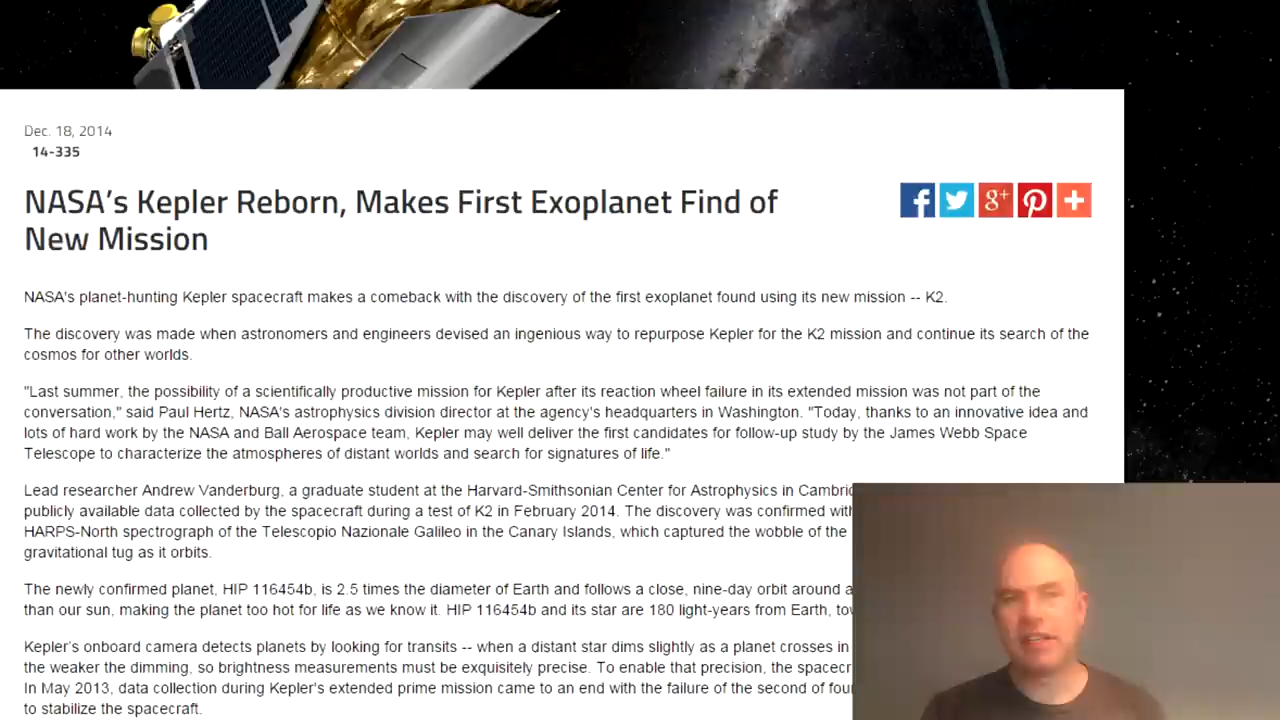 Dec. 18, 2014
14-335
NASA's Kepler Reborn, Makes First Exoplanet Find of
New Mission
f g+ p +
NASA's planet-hunting Kepler spacecraft makes a comeback with the discovery of the first exoplanet found using its new mission -- K2.
The discovery was made when astronomers and engineers devised an ingenious way to repurpose Kepler for the K2 mission and continue its search of the
cosmos for other worlds.
"Last summer, the possibility of a scientifically productive mission for Kepler after its reaction wheel failure in its extended mission was not part of the
conversation," said Paul Hertz, NASA's astrophysics division director at the agency's headquarters in Washington. "Today, thanks to an innovative idea and
lots of hard work by the NASA and Ball Aerospace team, Kepler may well deliver the first candidates for follow-up study by the James Webb Space
Telescope to characterize the atmospheres of distant worlds and search for signatures of life."
Lead researcher Andrew Vanderburg, a graduate student at the Harvard-Smithsonian Center for Astrophysics in Cambri
publicly available data collected by the spacecraft during a test of K2 in February 2014. The discovery was confirmed with
HARPS-North spectrograph of the Telescopio Nazionale Galileo in the Canary Islands, which captured the wobble of the
gravitational tug as it orbits.
The newly confirmed planet, HIP 116454b, is 2.5 times the diameter of Earth and follows a close, nine-day orbit around a
than our sun, making the planet too hot for life as we know it. HIP 116454b and its star are 180 light-years from Earth, to
Kepler's onboard camera detects planets by looking for transits -- when a distant star dims slightly as a planet crosses in
the weaker the dimming, so brightness measurements must be exquisitely precise. To enable that precision, the spacecr
In May 2013, data collection during Kepler's extended prime mission came to an end with the failure of the second of fou
to stabilize the spacecraft.